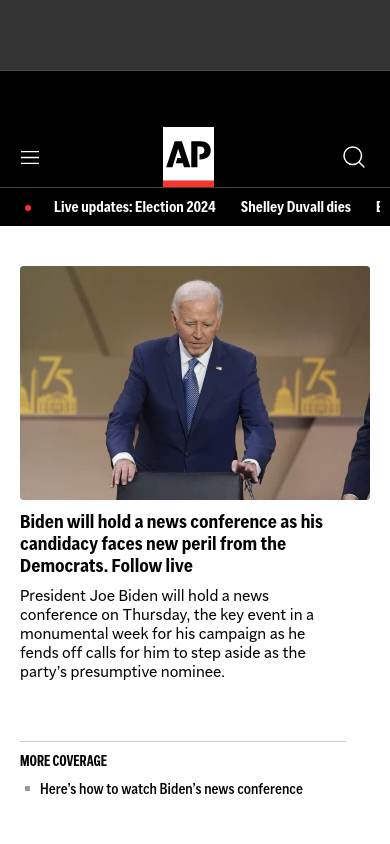 AP
Live updates: Election 2024 Shelley Duvall dies
75
75
Biden will hold a news conference as his
candidacy faces new peril from the
Democrats. Follow live
President Joe Biden will hold a news
conference on Thursday, the key event in a
monumental week for his campaign as he
fends off calls for him to step aside as the
party’s presumptive nominee.
MORE COVERAGE
Here’s how to watch Biden’s news conference